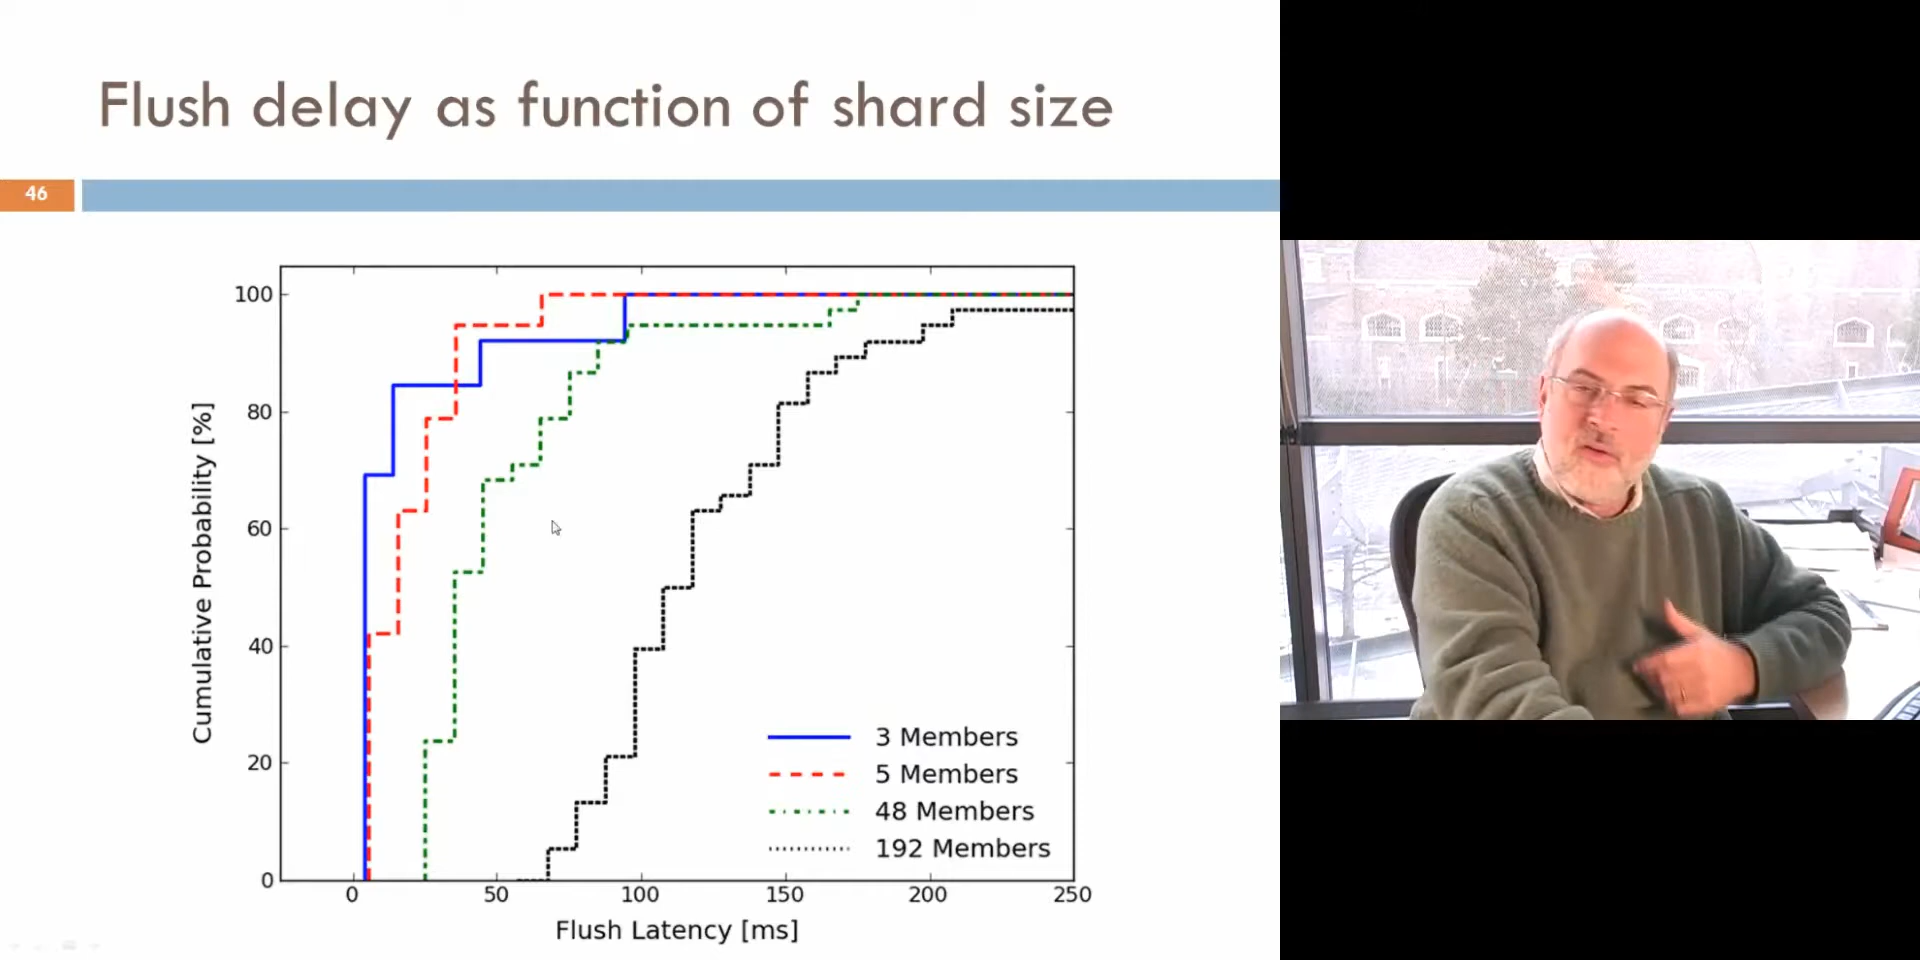 Flush delay as function of shard size
46
100
80
60
40
20
0
Cumulative Probability [%]
3 Members
5 Members
48 Members
192 Members
0 50 100 150 200 250
Flush Latency [ms]